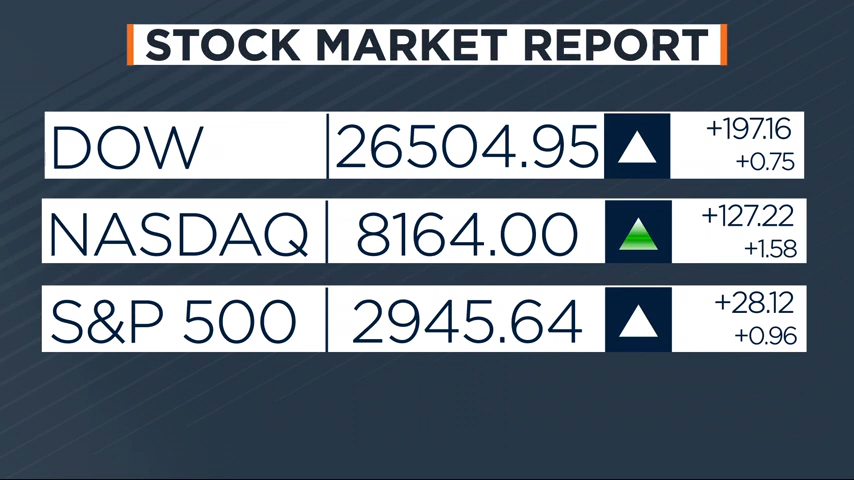 STOCK MARKET REPORT
DOW 26504.95 +197.16
+0.75
NASDAQ 8164.00 +127.22
+1.58
S&P 500 2945.64 +28.12
+0.96